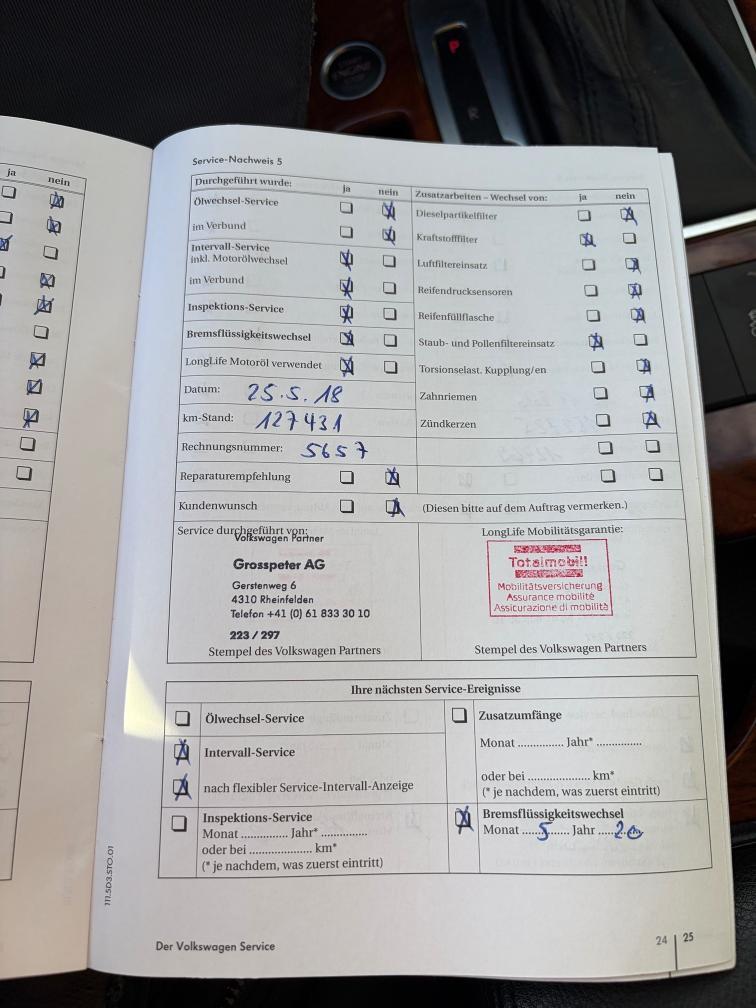 ENGINE
P
R
ja nein
Service-Nachweis 5
Durchgeführt wurde: ja nein
Ölwechsel-Service
im Verbund
Intervall-Service
inkl. Motorölwechsel
im Verbund
Inspektions-Service
Bremsflüssigkeitswechsel
LongLife Motoröl verwendet
Datum: 25.5.18
km-Stand: 127431
Rechnungsnummer: 5657
Reparaturempfehlung
Kundenwunsch
Zusatzarbeiten – Wechsel von: ja nein
Dieselpartikelfilter
Kraftstofffilter
Luftfiltereinsatz
Reifendrucksensoren
Reifenfüllflasche
Staub- und Pollenfiltereinsatz
Torsionselast. Kupplung/en
Zahnriemen
Zündkerzen
(Diesen bitte auf dem Auftrag vermerken.)
Service durchgeführt von:
Volkswagen Partner
Grosspeter AG
Gerstenweg 6
4310 Rheinfelden
Telefon +41 (0) 61 833 30 10
223 / 297
Stempel des Volkswagen Partners
LongLife Mobilitätsgarantie:
Totalmobil!
Mobilitätsversicherung
Assurance mobilité
Assicurazione di mobilità
Stempel des Volkswagen Partners
Ihre nächsten Service-Ereignisse
Ölwechsel-Service
Intervall-Service
nach flexibler Service-Intervall-Anzeige
Inspektions-Service
Monat .............. Jahr* ..............
oder bei .................... km*
(* je nachdem, was zuerst eintritt)
Zusatzumfänge
Monat .............. Jahr* ..............
oder bei .................... km*
(* je nachdem, was zuerst eintritt)
Bremsflüssigkeitswechsel
Monat .....5....... Jahr .....20
111.5D3.STO.01
Der Volkswagen Service
24 | 25